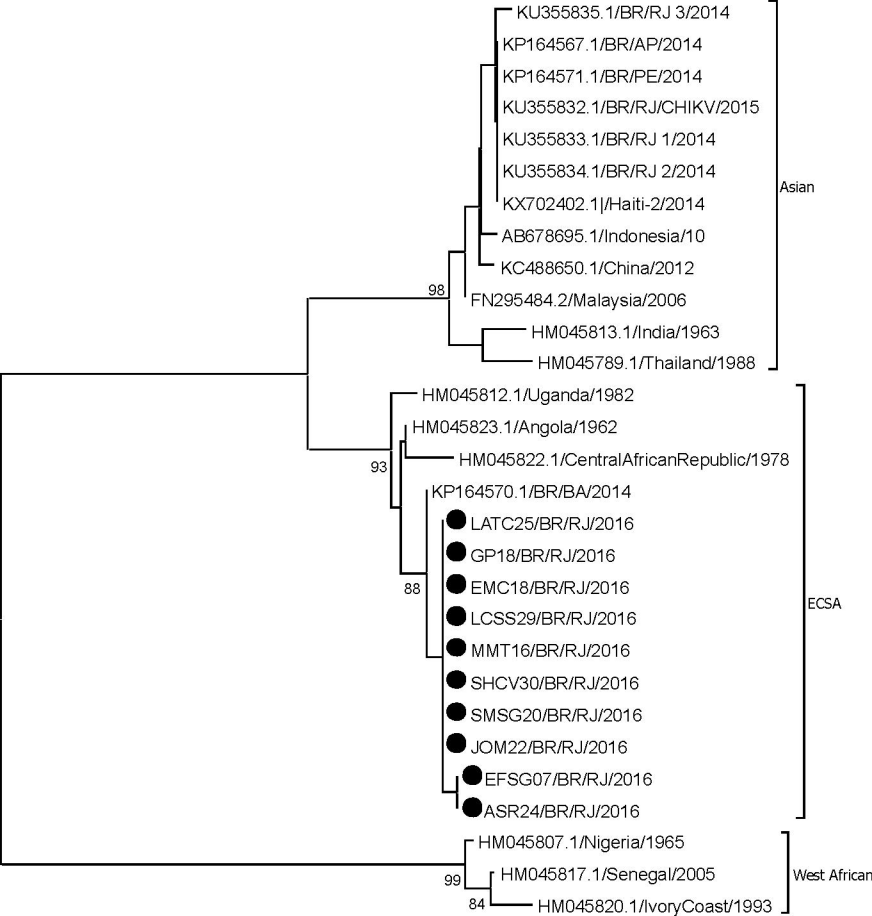 KU355835.1/BR/RJ 3/2014
KP164567.1/BR/AP/2014
KP164571.1/BR/PE/2014
KU355832.1/BR/RJ/CHIKV/2015
KU355833.1/BR/RJ 1/2014
KU355834.1/BR/RJ 2/2014
Asian
KX702402.1|/Haiti-2/2014
AB678695.1/Indonesia/10
KC488650.1/China/2012
98
FN295484.2/Malaysia/2006
HM045813.1/India/1963
HM045789.1/Thailand/1988
HM045812.1/Uganda/1982
HM045823.1/Angola/1962
HM045822.1/CentralAfricanRepublic/1978
93
KP164570.1/BR/BA/2014
LATC25/BR/RJ/2016
GP18/BR/RJ/2016
88
EMC18/BR/RJ/2016
ECSA
LCSS29/BR/RJ/2016
MMT16/BR/RJ/2016
SHCV30/BR/RJ/2016
SMSG20/BR/RJ/2016
JOM22/BR/RJ/2016
EFSG07/BR/RJ/2016
ASR24/BR/RJ/2016
HM045807.1/Nigeria/1965
99
HM045817.1/Senegal/2005
West African
84
HM045820.1/IvoryCoast/1993